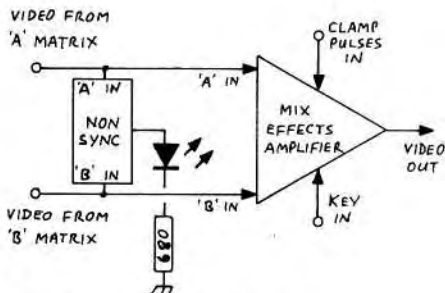 VIDEO FROM
'A' MATRIX
'A' IN
NON
SYNC
'B' IN
VIDEO FROM
'B' MATRIX
680
'A' IN
'B' IN
CLAMP
PULSES
IN
MIX
EFFECTS
AMPLIFIER
KEY
IN
VIDEO
OUT